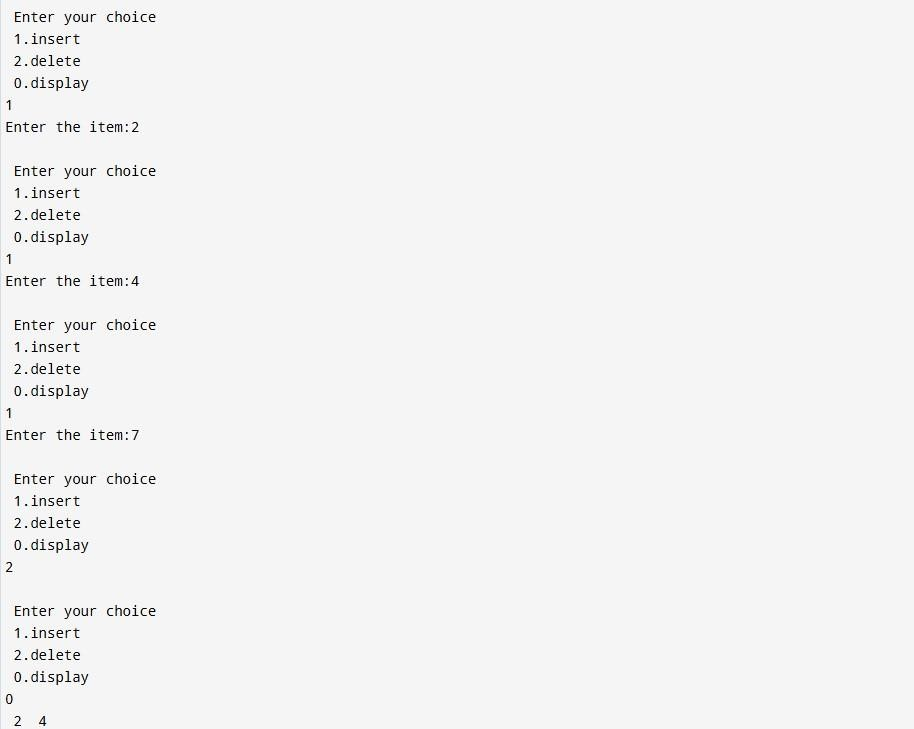 Enter your choice
1.insert
2.delete
0.display
1
Enter the item:2
Enter your choice
1.insert
2.delete
0.display
1
Enter the item:4
Enter your choice
1.insert
2.delete
0.display
1
Enter the item:7
Enter your choice
1.insert
2.delete
0.display
2
Enter your choice
1.insert
2.delete
0.display
0
2  4